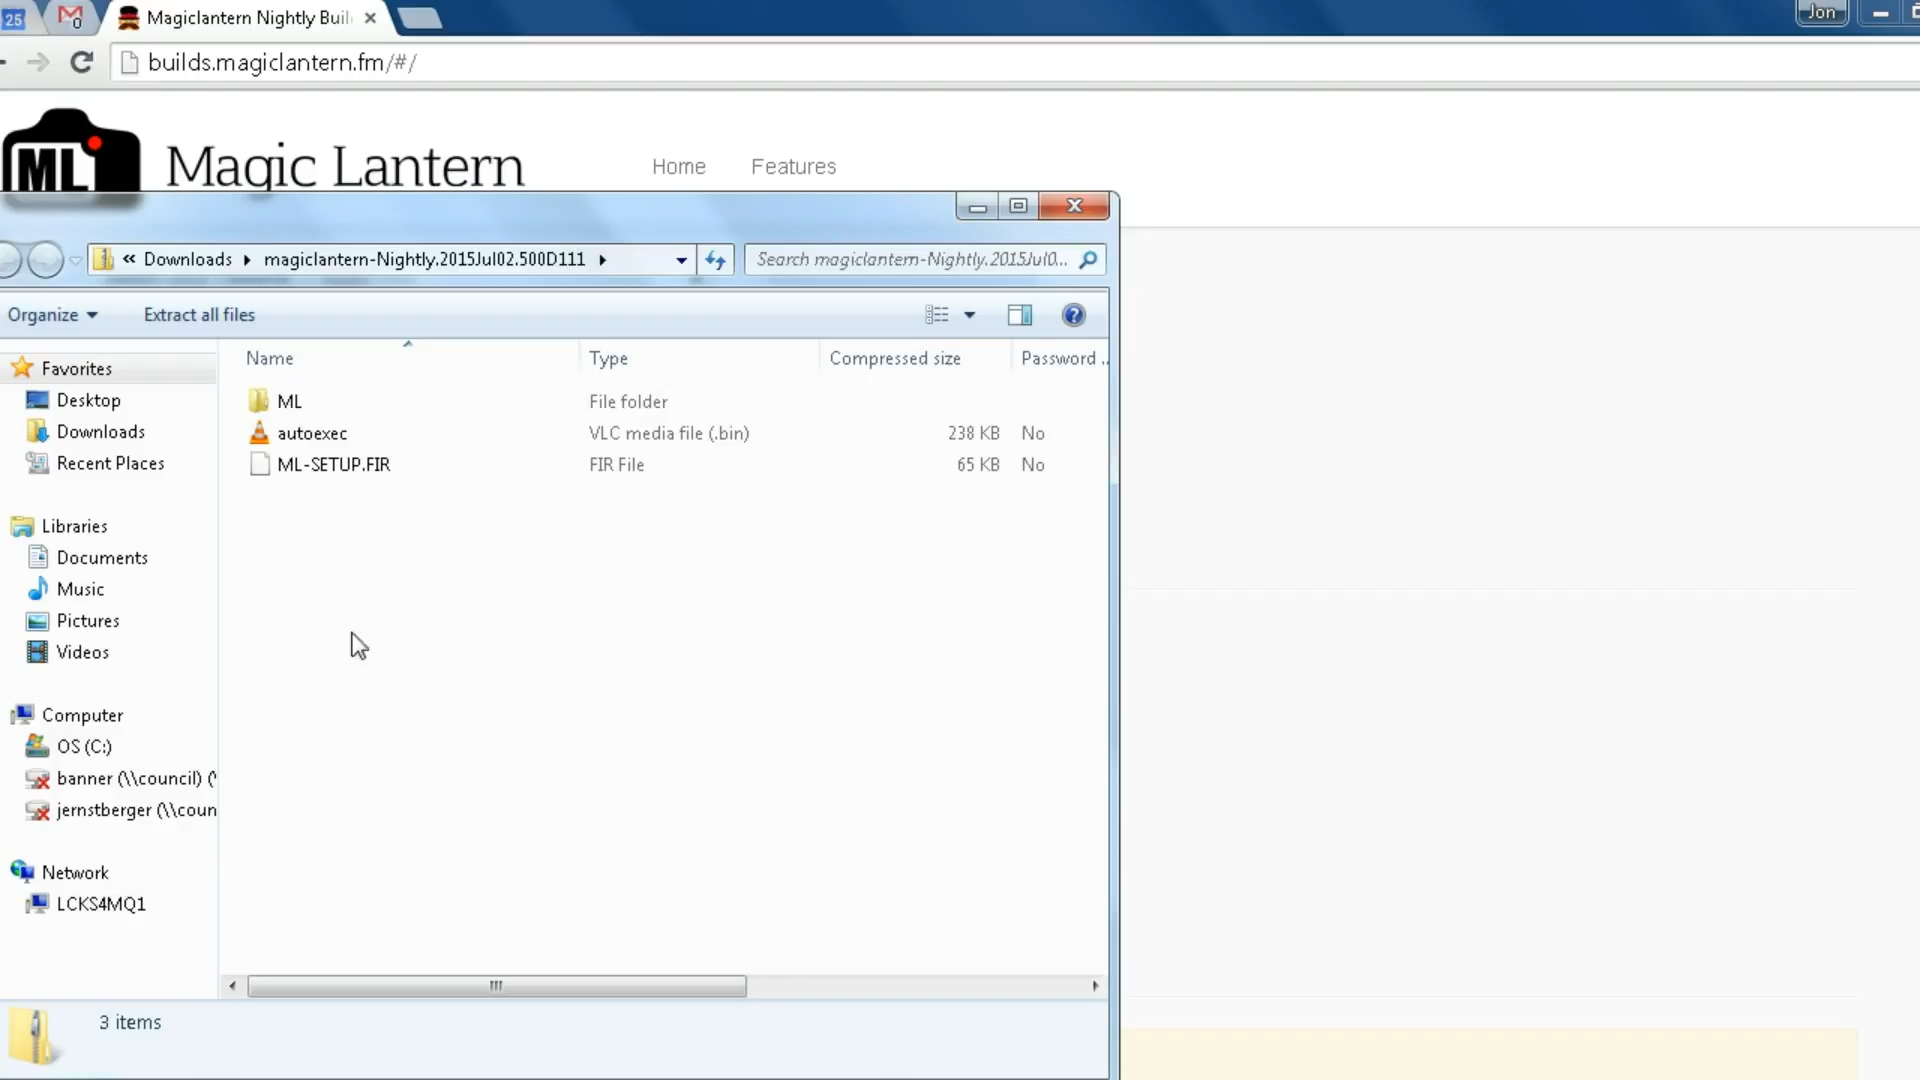 25
0
Magiclantern Nightly Buil
Jon
builds.magiclantern.fm/#/
ML
Magic Lantern
Home
Features
« Downloads
magiclantern-Nightly.2015Jul02.500D111
Search magiclantern-Nightly.2015Jul0...
Organize
Extract all files
Name
Type
Compressed size
Password ..
ML
File folder
autoexec
VLC media file (.bin)
238 KB
No
ML-SETUP.FIR
FIR File
65 KB
No
Favorites
Desktop
Downloads
Recent Places
Libraries
Documents
Music
Pictures
Videos
Computer
OS (C:)
banner (\\council) ("
jernstberger (\\coun
Network
LCKS4MQ1
3 items